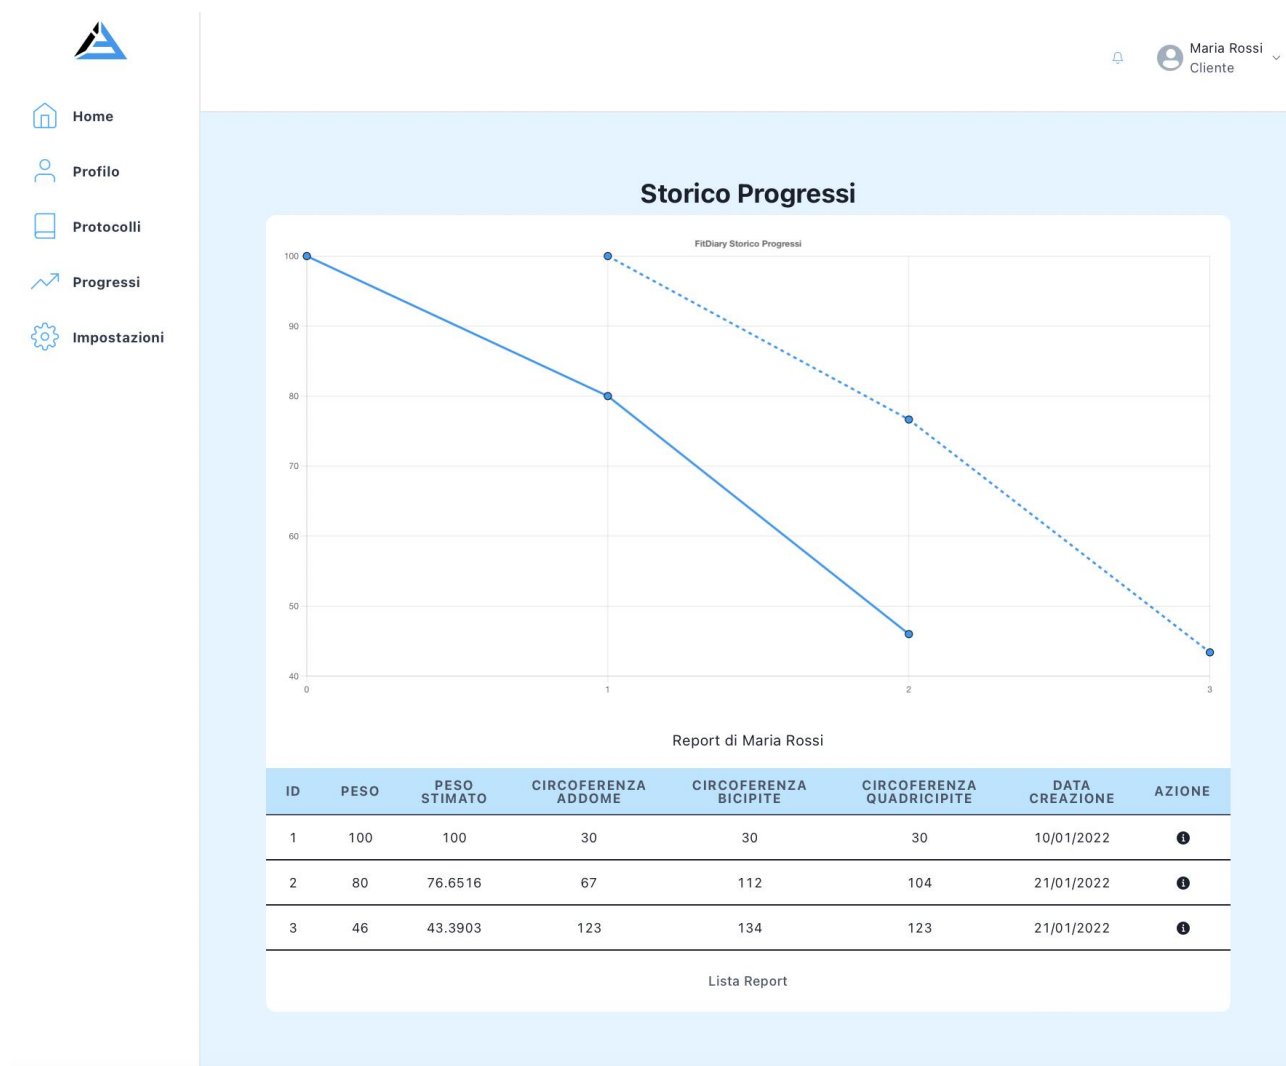 Maria Rossi
Cliente
Home
Profilo
Protocolli
Progressi
Impostazioni
Storico Progressi
FitDiary Storico Progressi
100
90
80
70
60
50
40
0 1 2 3
Report di Maria Rossi
ID PESO PESO STIMATO CIRCOFERENZA ADDOME CIRCOFERENZA BICIPITE CIRCOFERENZA QUADRICIPITE DATA CREAZIONE AZIONE
1 100 100 30 30 30 10/01/2022
2 80 76.6516 67 112 104 21/01/2022
3 46 43.3903 123 134 123 21/01/2022
Lista Report